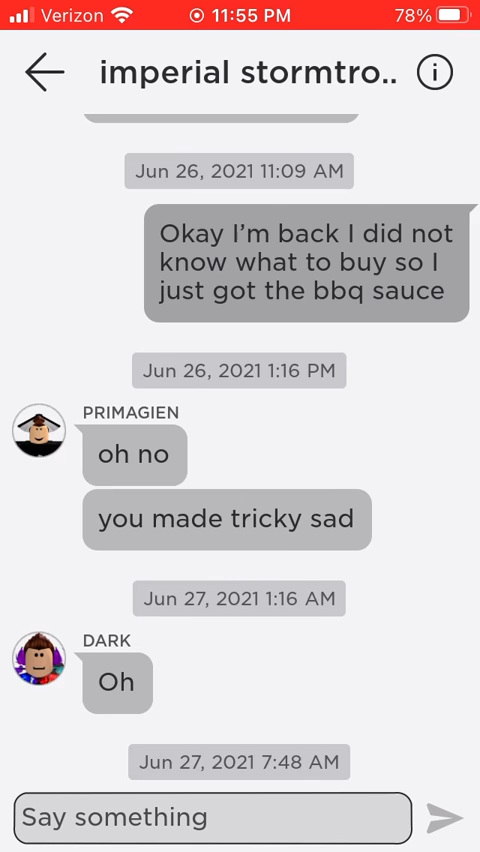 Verizon 11:55 PM 78%
imperial stormtro..
Jun 26, 2021 11:09 AM
Okay I’m back I did not
know what to buy so I
just got the bbq sauce
Jun 26, 2021 1:16 PM
PRIMAGIEN
oh no
you made tricky sad
Jun 27, 2021 1:16 AM
DARK
Oh
Jun 27, 2021 7:48 AM
Say something